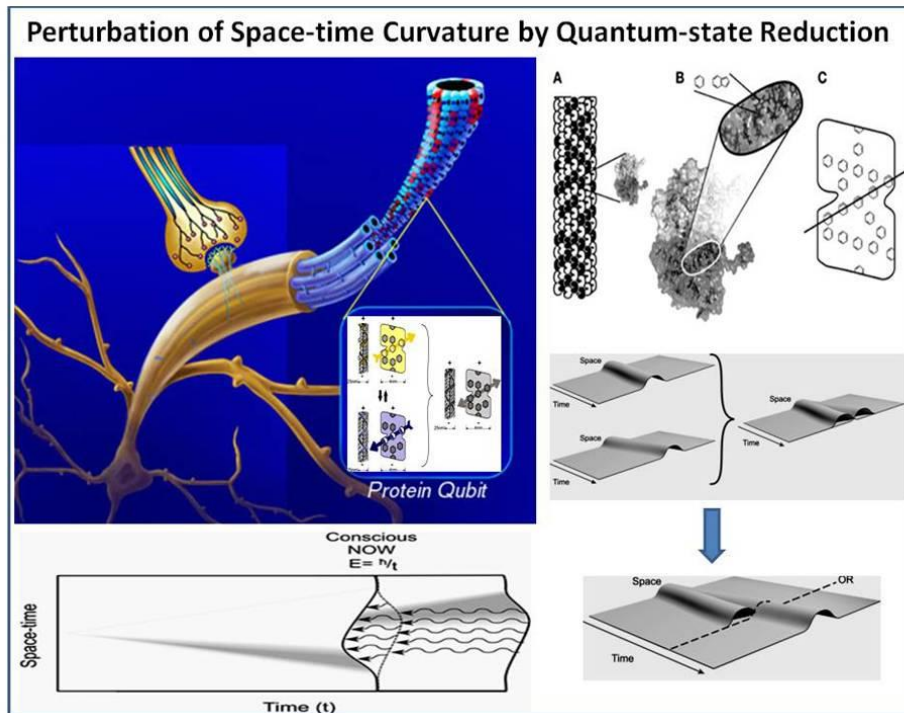 Perturbation of Space-time Curvature by Quantum-state Reduction
A
B
C
Protein Qubit
Space
Time
Space
Time
Space
Time
Space
OR
Time
Conscious
NOW
E= ħ/t
Space-time
Time (t)